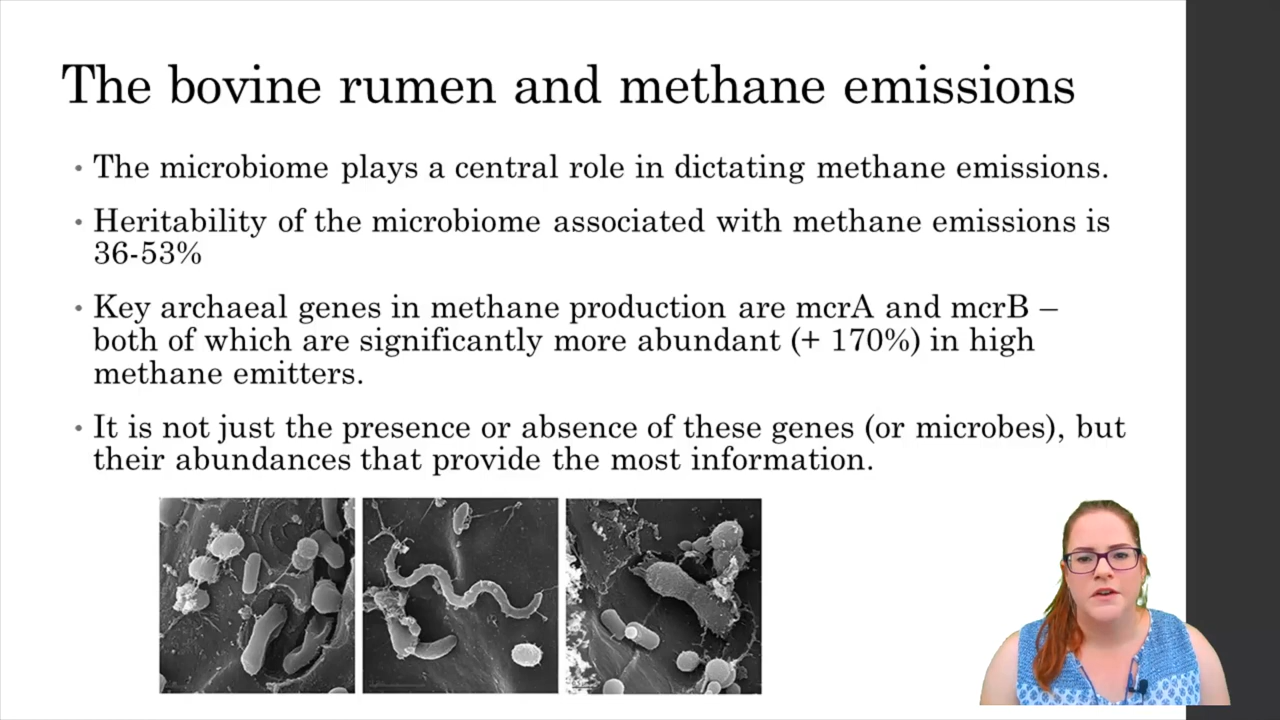 The bovine rumen and methane emissions
• The microbiome plays a central role in dictating methane emissions.
• Heritability of the microbiome associated with methane emissions is
36-53%
• Key archaeal genes in methane production are mcrA and mcrB –
both of which are significantly more abundant (+ 170%) in high
methane emitters.
• It is not just the presence or absence of these genes (or microbes), but
their abundances that provide the most information.